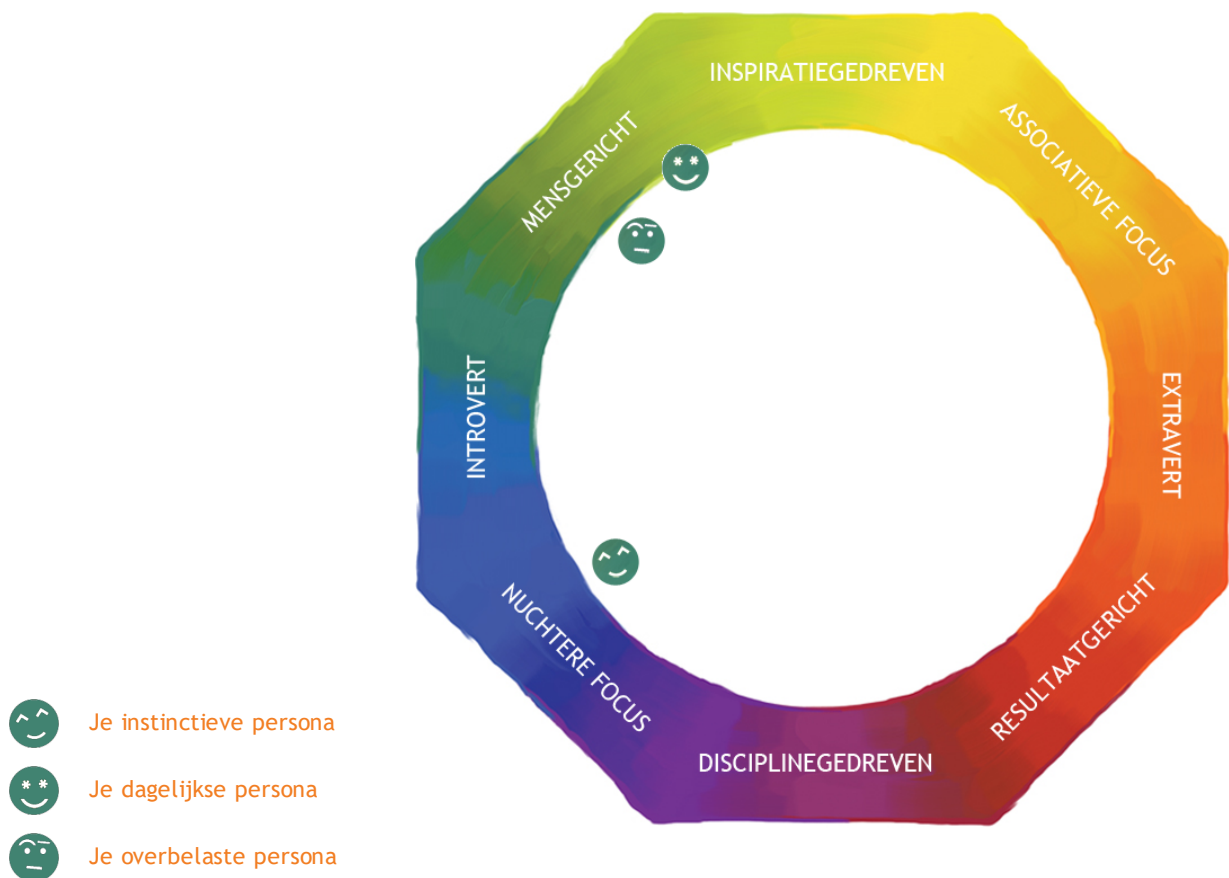 INSPIRATIEGEDREVEN
ASSOCIATIEVE FOCUS
MENSGERICHT
INTROVERT
EXTRAVERT
NUCHTERE FOCUS
RESULTAATGERICHT
DISCIPLINEGEDREVEN
Je instinctieve persona
Je dagelijkse persona
Je overbelaste persona